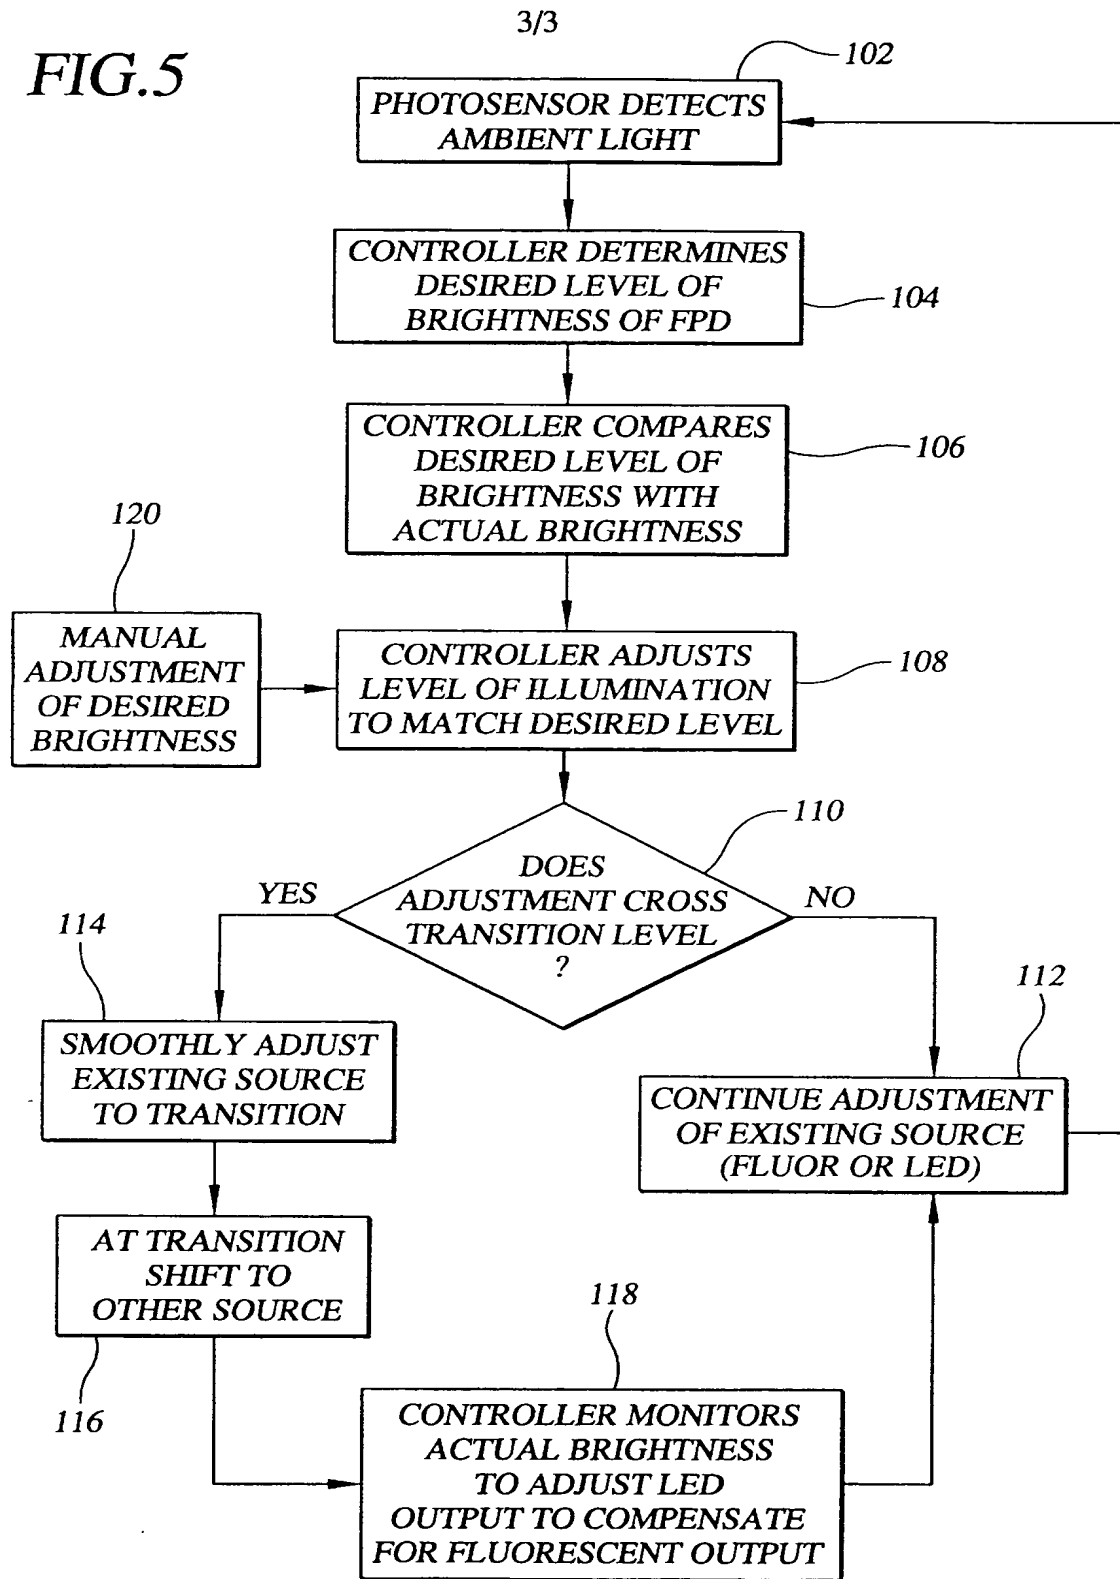 3/3
FIG.5
102
PHOTOSENSOR DETECTS
AMBIENT LIGHT
CONTROLLER DETERMINES
DESIRED LEVEL OF
BRIGHTNESS OF FPD
104
CONTROLLER COMPARES
DESIRED LEVEL OF
BRIGHTNESS WITH
ACTUAL BRIGHTNESS
106
120
MANUAL
ADJUSTMENT
OF DESIRED
BRIGHTNESS
CONTROLLER ADJUSTS
LEVEL OF ILLUMINATION
TO MATCH DESIRED LEVEL
108
110
DOES
ADJUSTMENT CROSS
TRANSITION LEVEL
?
YES
NO
114
SMOOTHLY ADJUST
EXISTING SOURCE
TO TRANSITION
112
CONTINUE ADJUSTMENT
OF EXISTING SOURCE
(FLUOR OR LED)
AT TRANSITION
SHIFT TO
OTHER SOURCE
116
118
CONTROLLER MONITORS
ACTUAL BRIGHTNESS
TO ADJUST LED
OUTPUT TO COMPENSATE
FOR FLUORESCENT OUTPUT